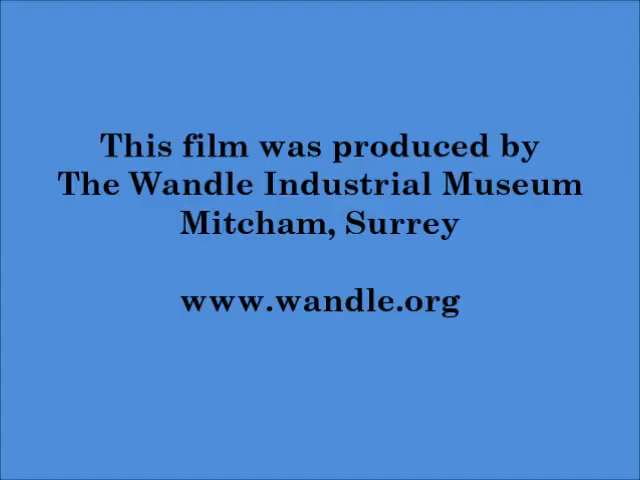 This film was produced by
The Wandle Industrial Museum
Mitcham, Surrey
www.wandle.org